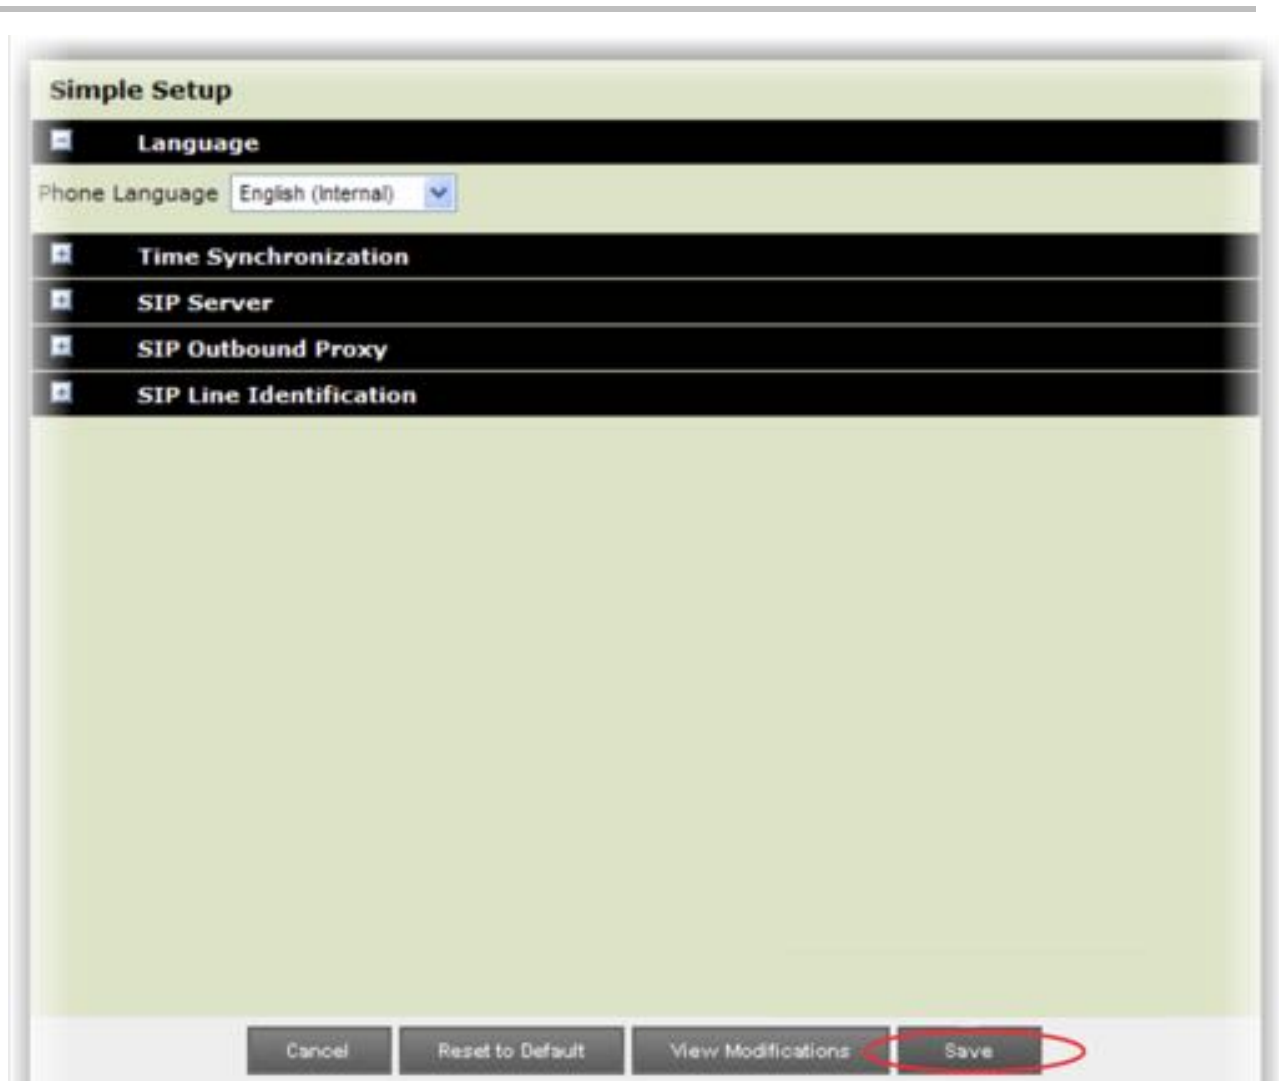 Simple Setup
Language
Phone Language English (Internal)
Time Synchronization
SIP Server
SIP Outbound Proxy
SIP Line Identification
Cancel Reset to Default View Modifications Save